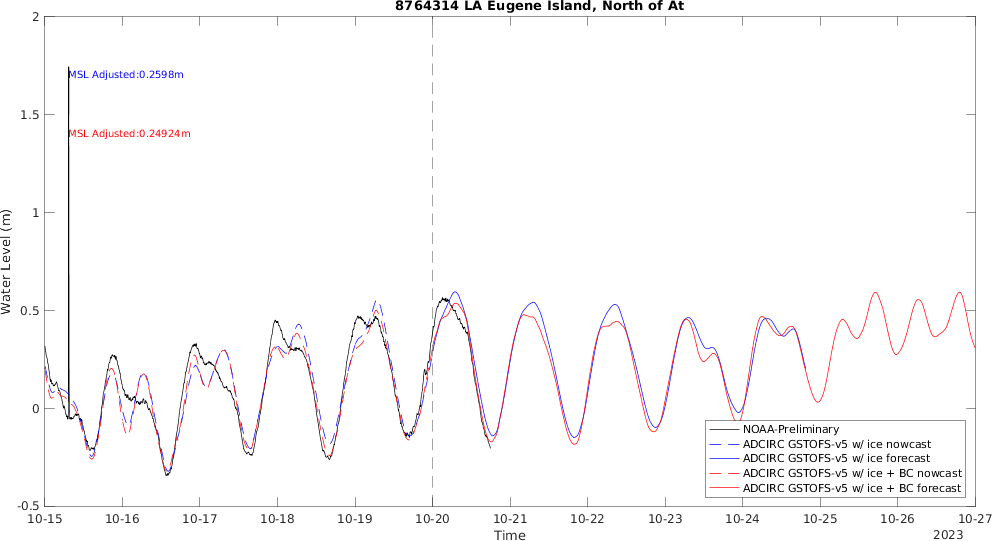 8764314 LA Eugene Island, North of At
2
1.5
1
0.5
0
-0.5
Water Level (m)
MSL Adjusted:0.2598m
MSL Adjusted:0.24924m
NOAA-Preliminary
ADCIRC GSTOFS-v5 w/ ice nowcast
ADCIRC GSTOFS-v5 w/ ice forecast
ADCIRC GSTOFS-v5 w/ ice + BC nowcast
ADCIRC GSTOFS-v5 w/ ice + BC forecast
10-15 10-16 10-17 10-18 10-19 10-20 10-21 10-22 10-23 10-24 10-25 10-26 10-27
Time
2023